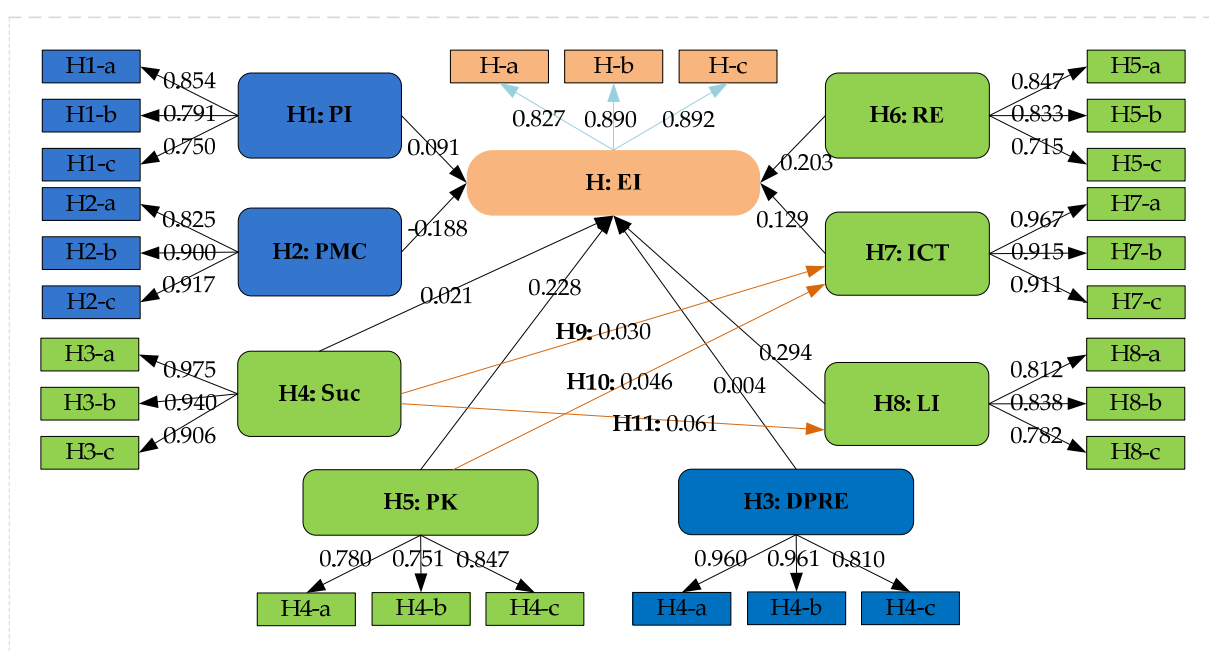 H1-a
0.854
H1-b
0.791
H1-c
0.750
H1: PI
0.091
H-a
H-b
H-c
0.827
0.890
0.892
H: EI
H6: RE
0.203
H5-a
0.847
H5-b
0.833
H5-c
0.715
H2-a
0.825
H2-b
0.900
H2-c
0.917
H2: PMC
-0.188
H7: ICT
0.129
H7-a
0.967
H7-b
0.915
H7-c
0.911
H3-a
0.975
H3-b
0.940
H3-c
0.906
H4: Suc
0.021
0.228
H9: 0.030
H10: 0.046
H11: 0.061
0.004
0.294
H8: LI
H8-a
0.812
H8-b
0.838
H8-c
0.782
H5: PK
0.780
0.751
0.847
H4-a
H4-b
H4-c
H3: DPRE
0.960
0.961
0.810
H4-a
H4-b
H4-c